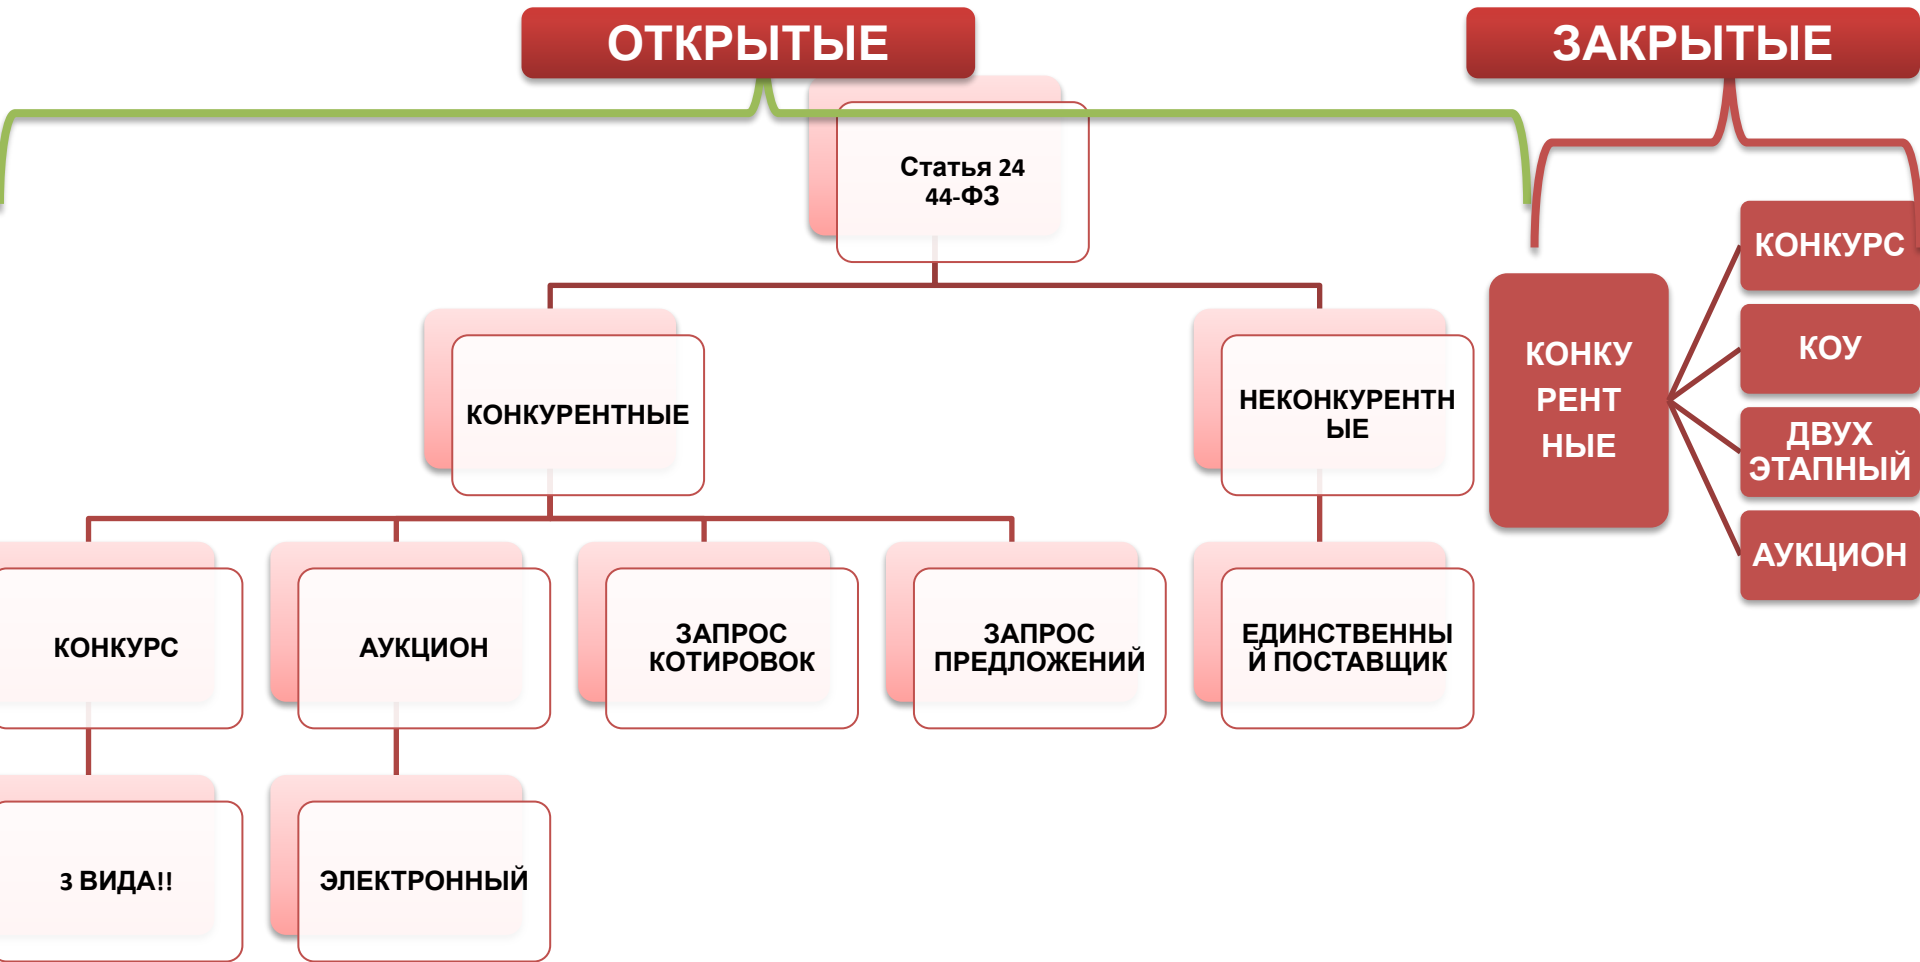 ОТКРЫТЫЕ
ЗАКРЫТЫЕ
Статья 24
44-ФЗ
КОНКУРЕНТНЫЕ
НЕКОНКУРЕНТН
ЫЕ
КОНКУРС
АУКЦИОН
ЗАПРОС
КОТИРОВОК
ЗАПРОС
ПРЕДЛОЖЕНИЙ
ЕДИНСТВЕННЫ
Й ПОСТАВЩИК
3 ВИДА!!
ЭЛЕКТРОННЫЙ
КОНКУ
РЕНТ
НЫЕ
КОНКУРС
КОУ
ДВУХ
ЭТАПНЫЙ
АУКЦИОН